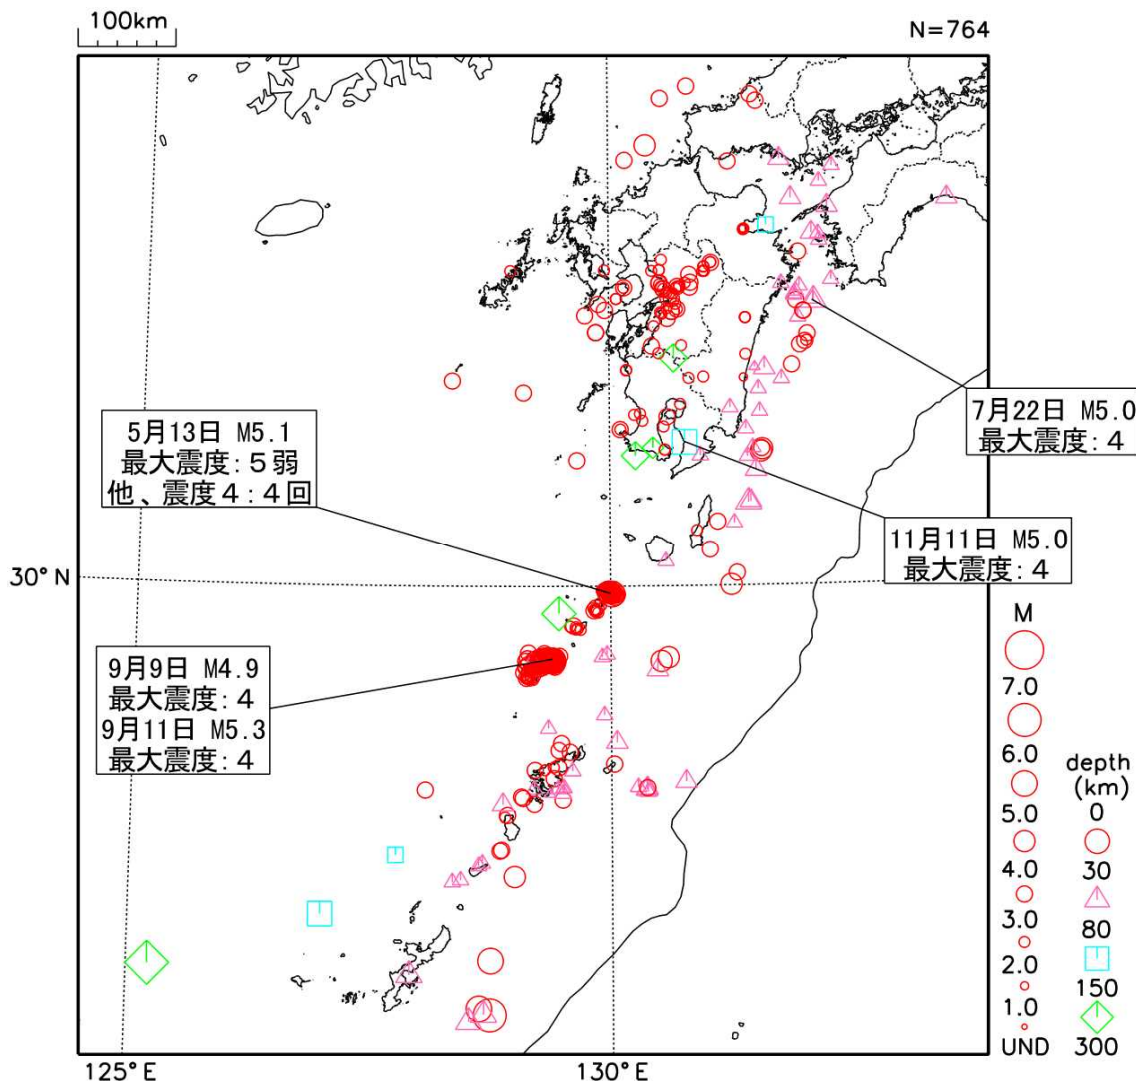 100km
N=764
5月13日 M5.1
最大震度:５弱
他、震度４:４回
7月22日 M5.0
最大震度:４
11月11日 M5.0
最大震度:４
30°N
9月9日 M4.9
最大震度:４
9月11日 M5.3
最大震度:４
M
7.0
6.0
5.0
4.0
3.0
2.0
1.0
UND
depth
(km)
0
30
80
150
300
125°E
130°E